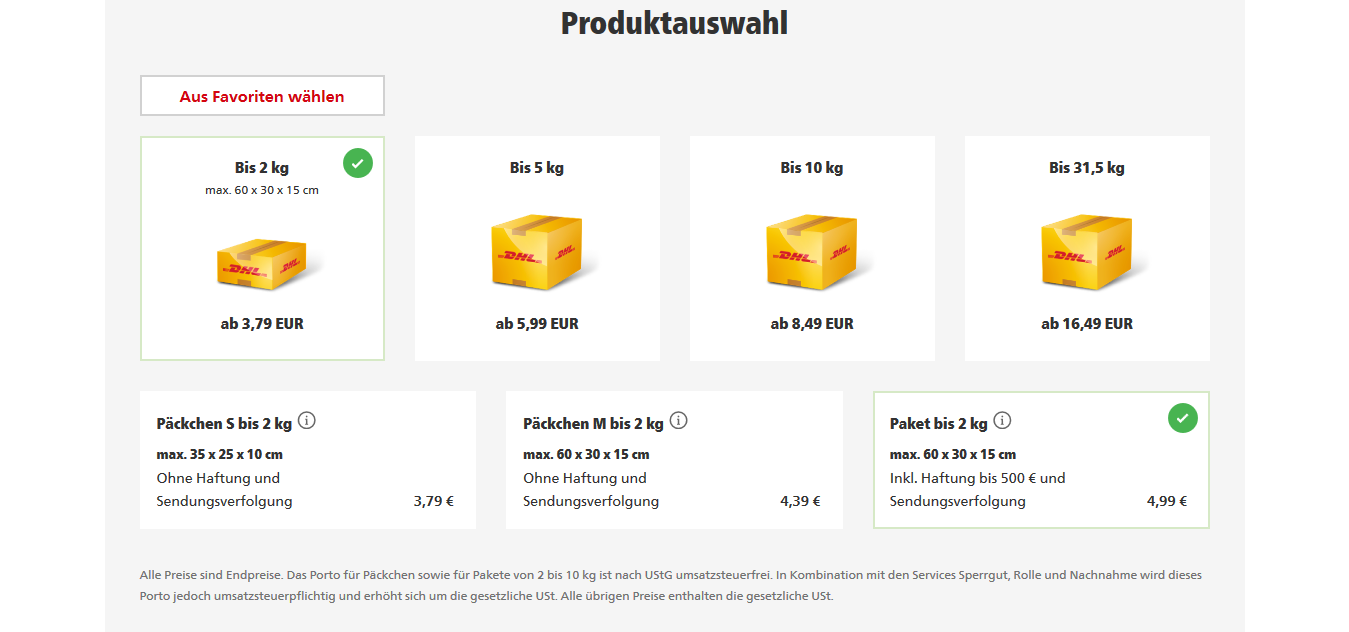 Produktauswahl
Aus Favoriten wählen
Bis 2 kg
max. 60 x 30 x 15 cm
DHL DHL
ab 3,79 EUR
Bis 5 kg
DHL DHL
ab 5,99 EUR
Bis 10 kg
DHL DHL
ab 8,49 EUR
Bis 31,5 kg
DHL DHL
ab 16,49 EUR
Päckchen S bis 2 kg
max. 35 x 25 x 10 cm
Ohne Haftung und
Sendungsverfolgung 3,79 €
Päckchen M bis 2 kg
max. 60 x 30 x 15 cm
Ohne Haftung und
Sendungsverfolgung 4,39 €
Paket bis 2 kg
max. 60 x 30 x 15 cm
Inkl. Haftung bis 500 € und
Sendungsverfolgung 4,99 €
Alle Preise sind Endpreise. Das Porto für Päckchen sowie für Pakete von 2 bis 10 kg ist nach UStG umsatzsteuerfrei. In Kombination mit den Services Sperrgut, Rolle und Nachnahme wird dieses
Porto jedoch umsatzsteuerpflichtig und erhöht sich um die gesetzliche USt. Alle übrigen Preise enthalten die gesetzliche USt.